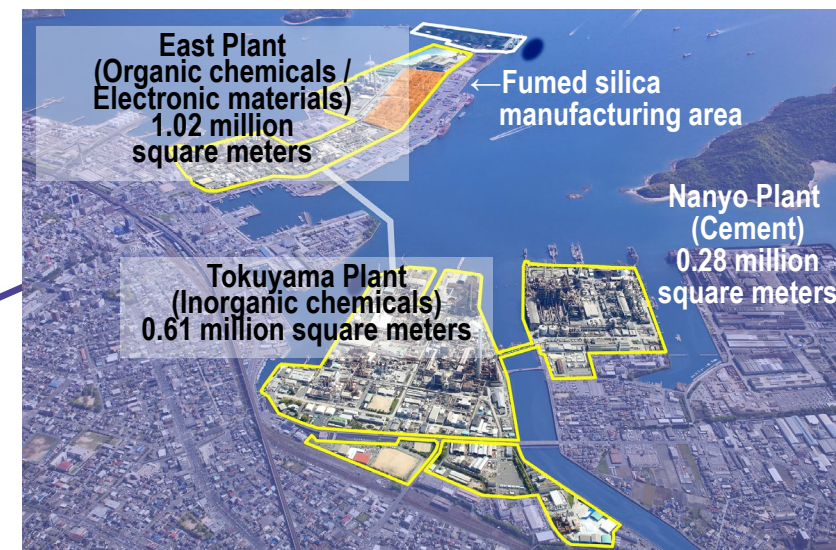 East Plant
(Organic chemicals /
Electronic materials)
1.02 million
square meters
←Fumed silica
manufacturing area
Nanyo Plant
(Cement)
0.28 million
square meters
Tokuyama Plant
(Inorganic chemicals)
0.61 million square meters